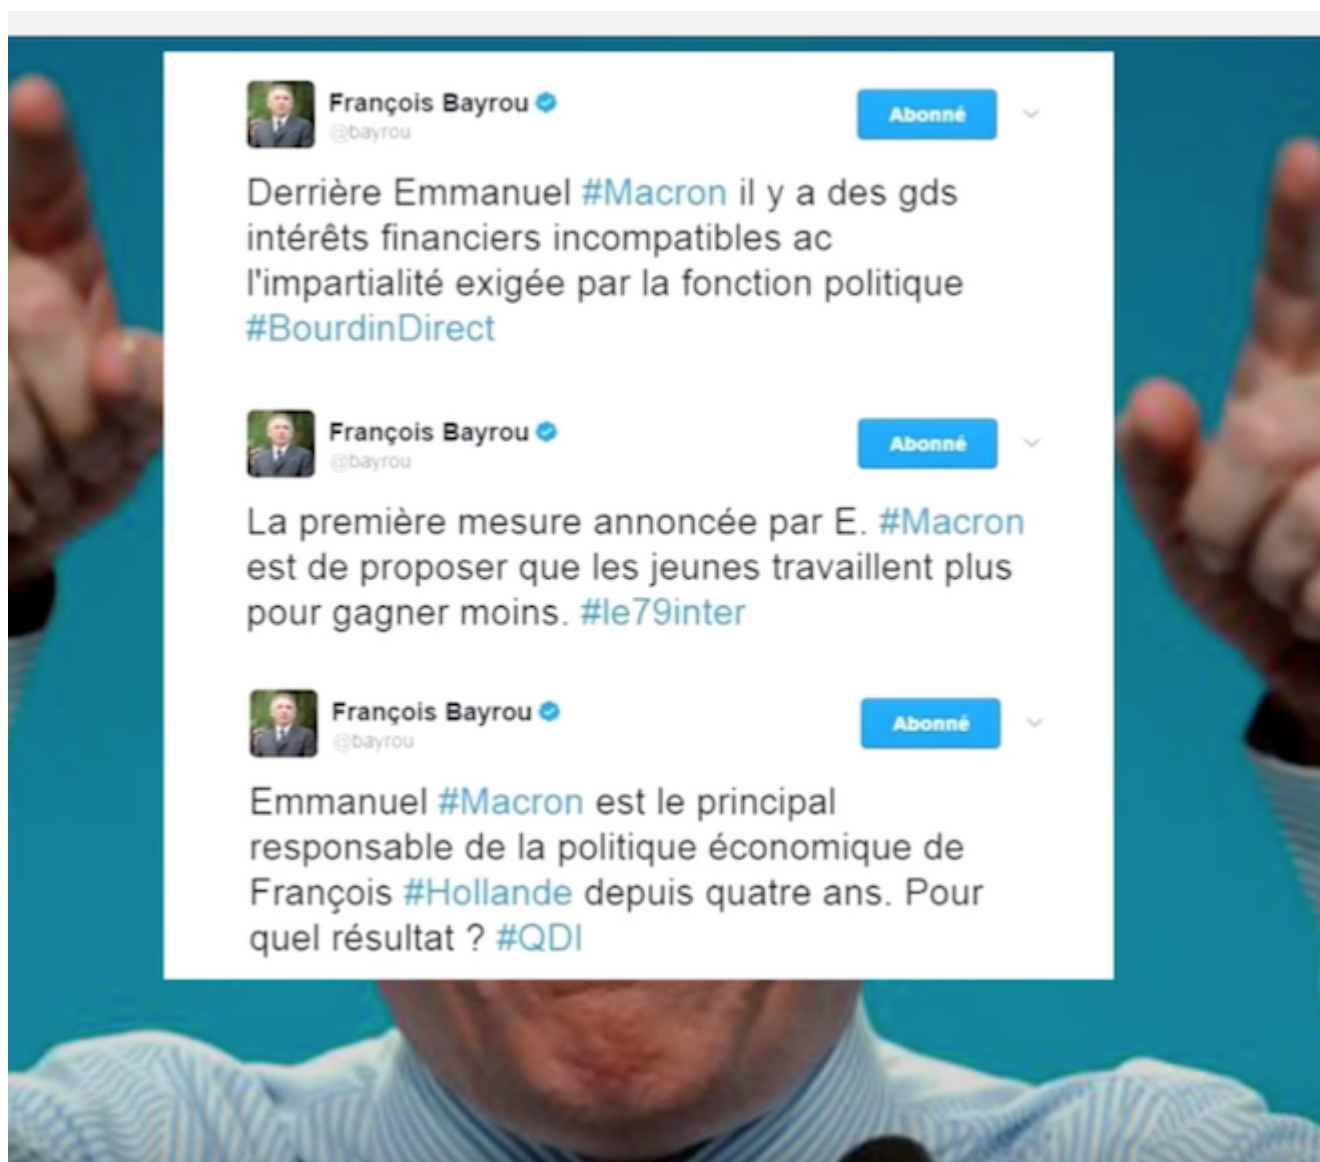 François Bayrou
@bayrou
Abonné
Derrière Emmanuel #Macron il y a des gds
intérêts financiers incompatibles ac
l'impartialité exigée par la fonction politique
#BourdinDirect
François Bayrou
@bayrou
Abonné
La première mesure annoncée par E. #Macron
est de proposer que les jeunes travaillent plus
pour gagner moins. #le79inter
François Bayrou
@bayrou
Abonné
Emmanuel #Macron est le principal
responsable de la politique économique de
François #Hollande depuis quatre ans. Pour
quel résultat ? #QDI